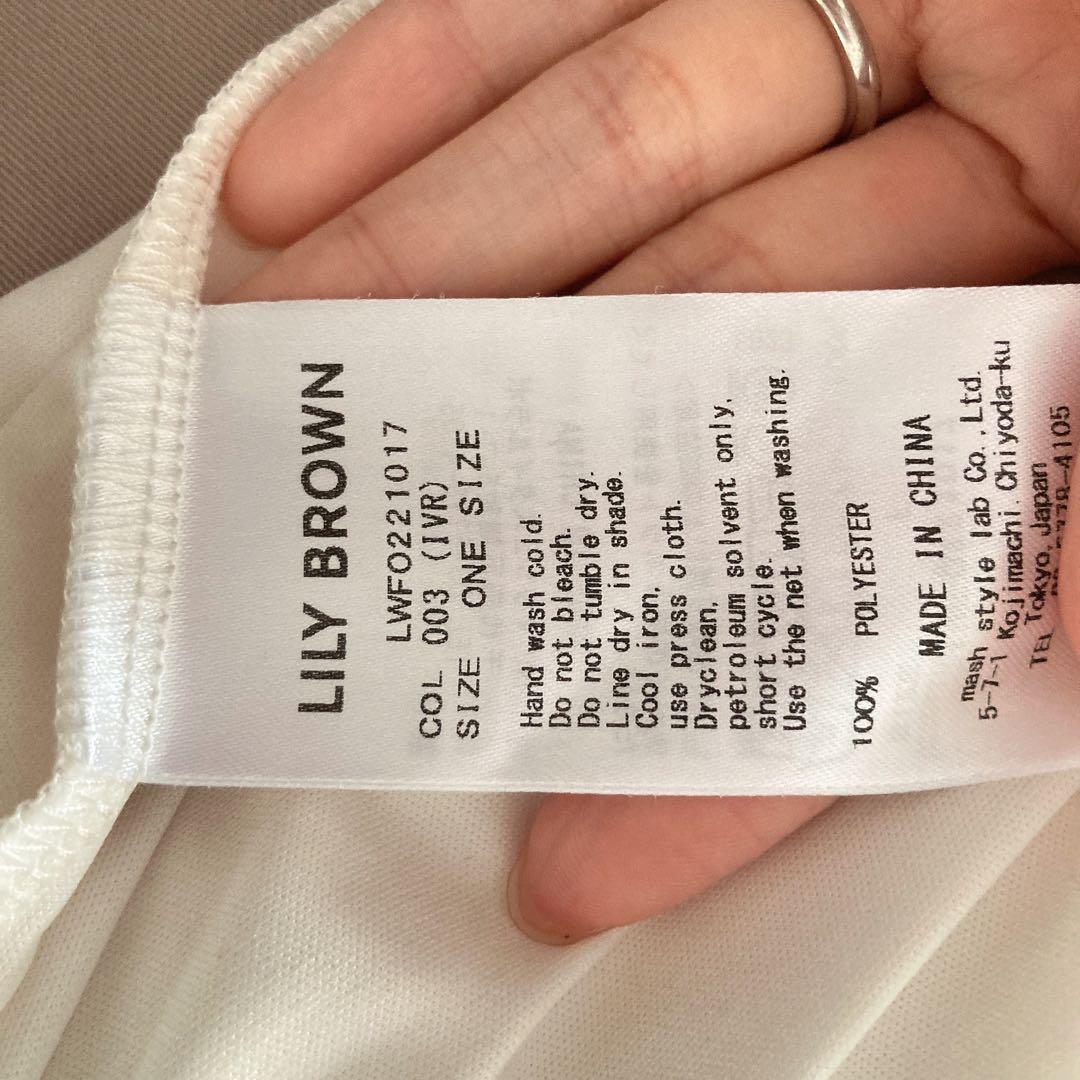 LILY BROWN
LWFO221017
COL 003 (IVR)
SIZE ONE SIZE
Hand wash cold.
Do not bleach.
Do not tumble dry.
Line dry in shade.
Cool iron.
use press cloth.
Dryclean.
petroleum solvent only.
short cycle.
Use the net when washing.
100% POLYESTER
MADE IN CHINA
mash style lab Co.,Ltd.
5-7-1 Kojimachi.Chiyoda-ku
Tokyo,Japan
TEL 4105